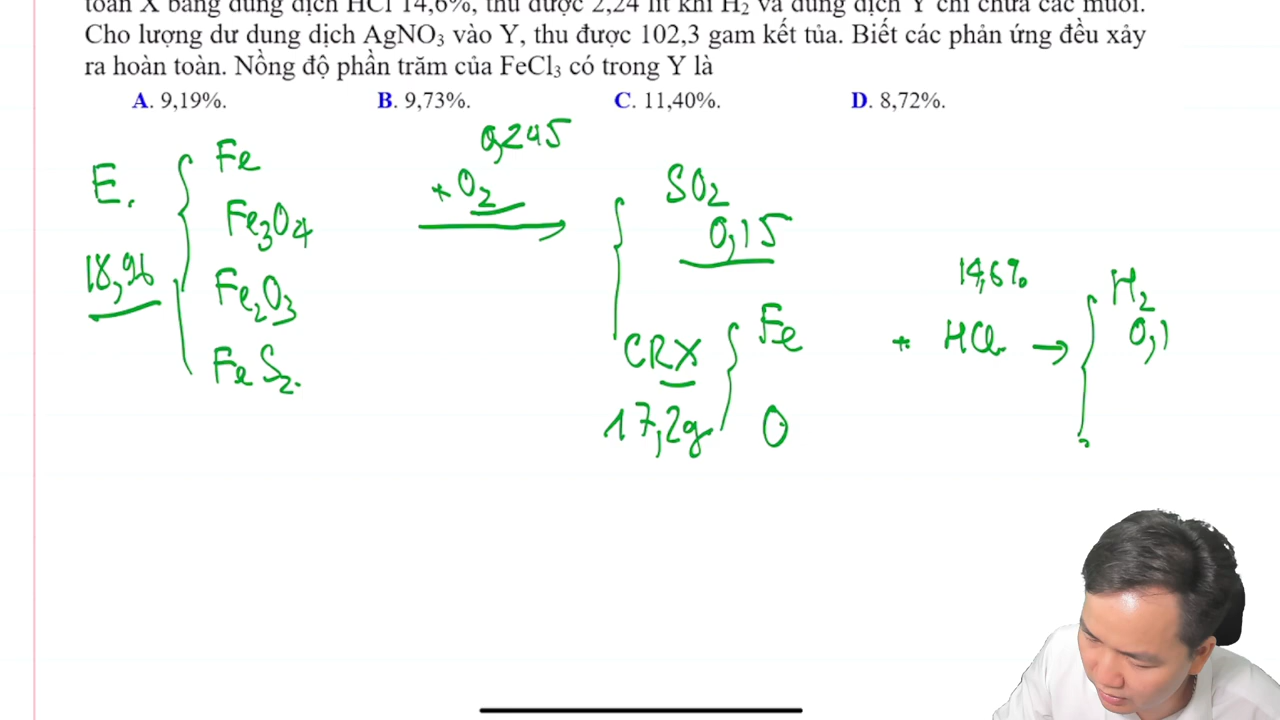 toàn X bằng dung dịch HCl 14,6%, thu được 2,24 lít khí H₂ và dung dịch Y chỉ chứa các muối.
Cho lượng dư dung dịch AgNO₃ vào Y, thu được 102,3 gam kết tủa. Biết các phản ứng đều xảy
ra hoàn toàn. Nồng độ phần trăm của FeCl₃ có trong Y là
A. 9,19%. B. 9,73%. C. 11,40%. D. 8,72%.
0,245
E. { Fe + O₂ → { SO₂
Fe₃O₄ 0,15
18,96 14,6% H₂
Fe₂O₃ Fe + HCl → { 0,1
FeS₂. CRX {
17,2g O